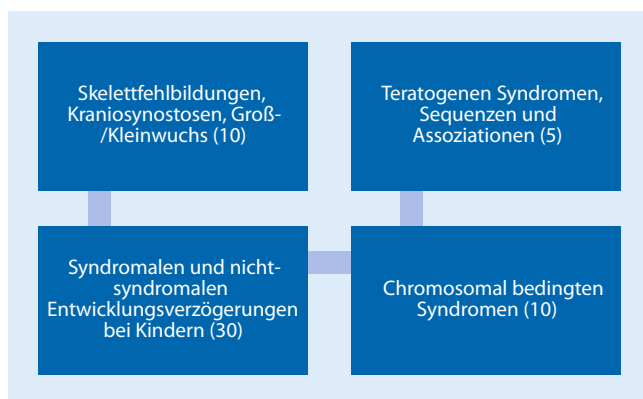 Skelettfehlbildungen,
Kraniosynostosen, Groß-
/Kleinwuchs (10)
Teratogenen Syndromen,
Sequenzen und
Assoziationen (5)
Syndromalen und nicht-
syndromalen
Entwicklungsverzögerungen
bei Kindern (30)
Chromosomal bedingten
Syndromen (10)